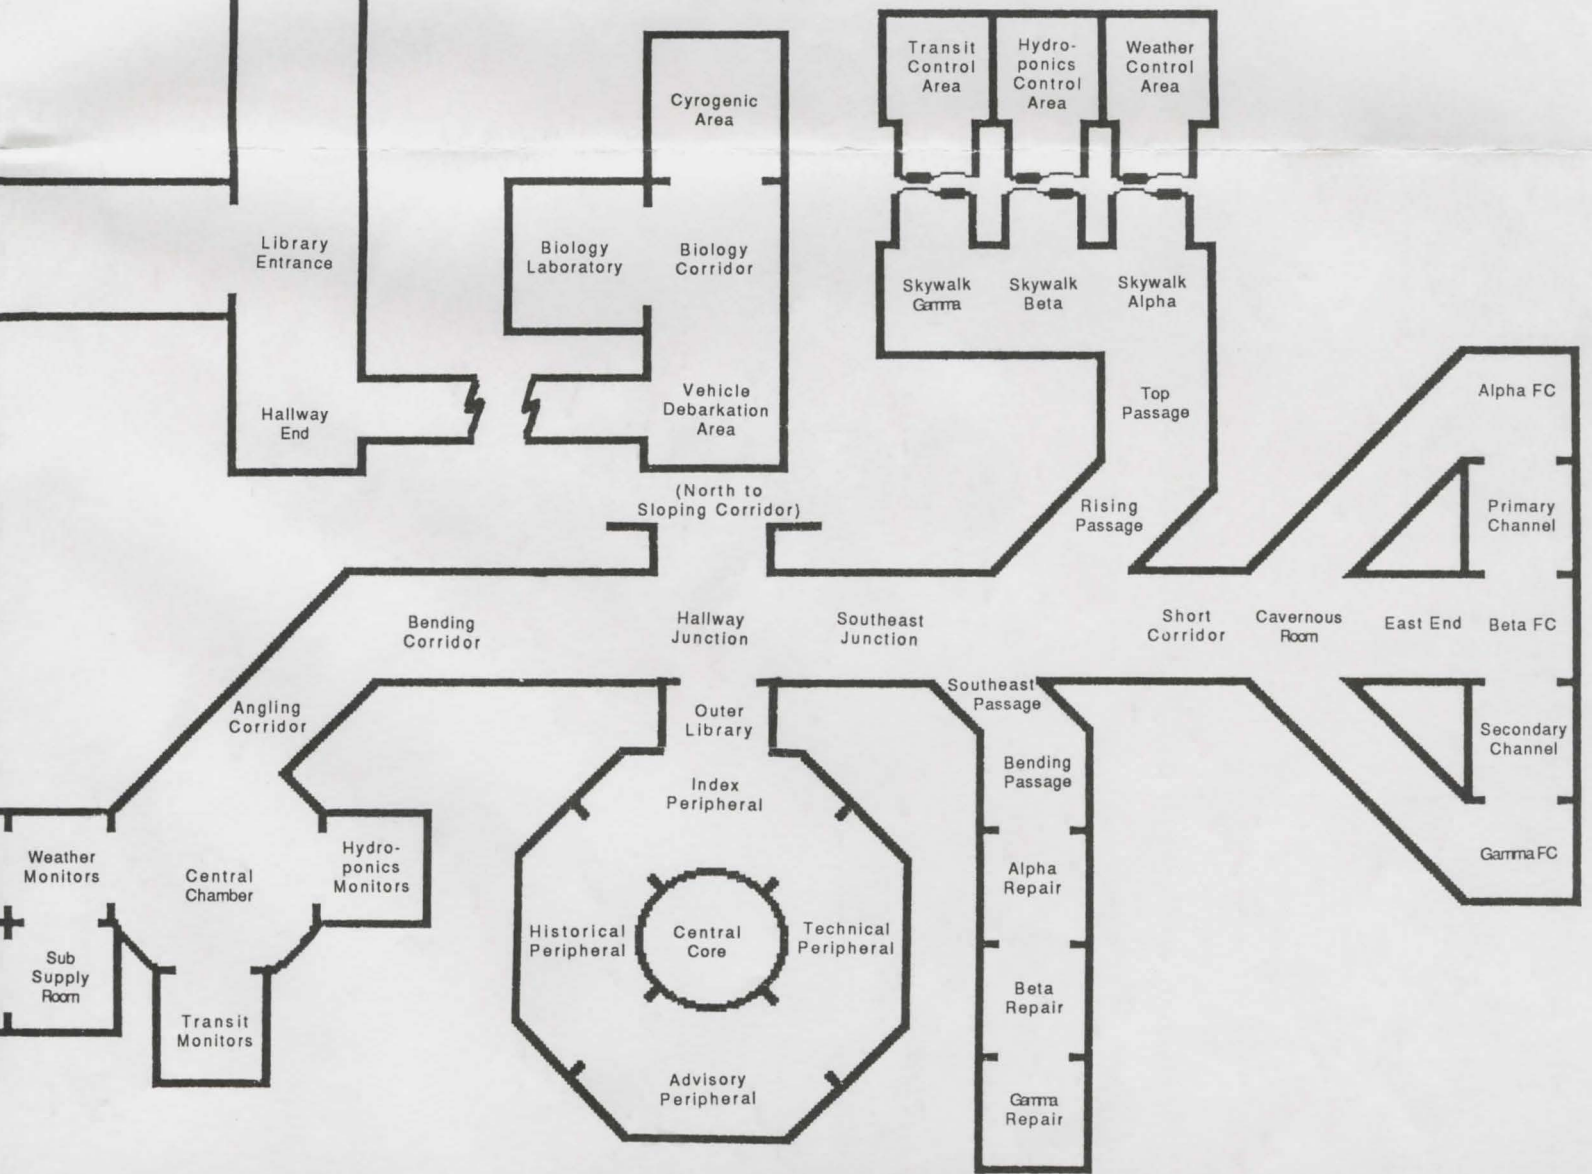 Transit
Control
Area
Hydro-
ponics
Control
Area
Weather
Control
Area
Cyrogenic
Area
Library
Entrance
Biology
Laboratory
Biology
Corridor
Skywalk
Gamma
Skywalk
Beta
Skywalk
Alpha
Hallway
End
Vehicle
Debarkation
Area
Top
Passage
Alpha FC
(North to
Sloping Corridor)
Rising
Passage
Primary
Channel
Bending
Corridor
Hallway
Junction
Southeast
Junction
Short
Corridor
Cavernous
Room
East End
Beta FC
Angling
Corridor
Outer
Library
Southeast
Passage
Secondary
Channel
Bending
Passage
Index
Peripheral
Weather
Monitors
Central
Chamber
Hydro-
ponics
Monitors
Alpha
Repair
Gamma FC
Historical
Peripheral
Central
Core
Technical
Peripheral
Sub
Supply
Room
Beta
Repair
Transit
Monitors
Advisory
Peripheral
Gamma
Repair